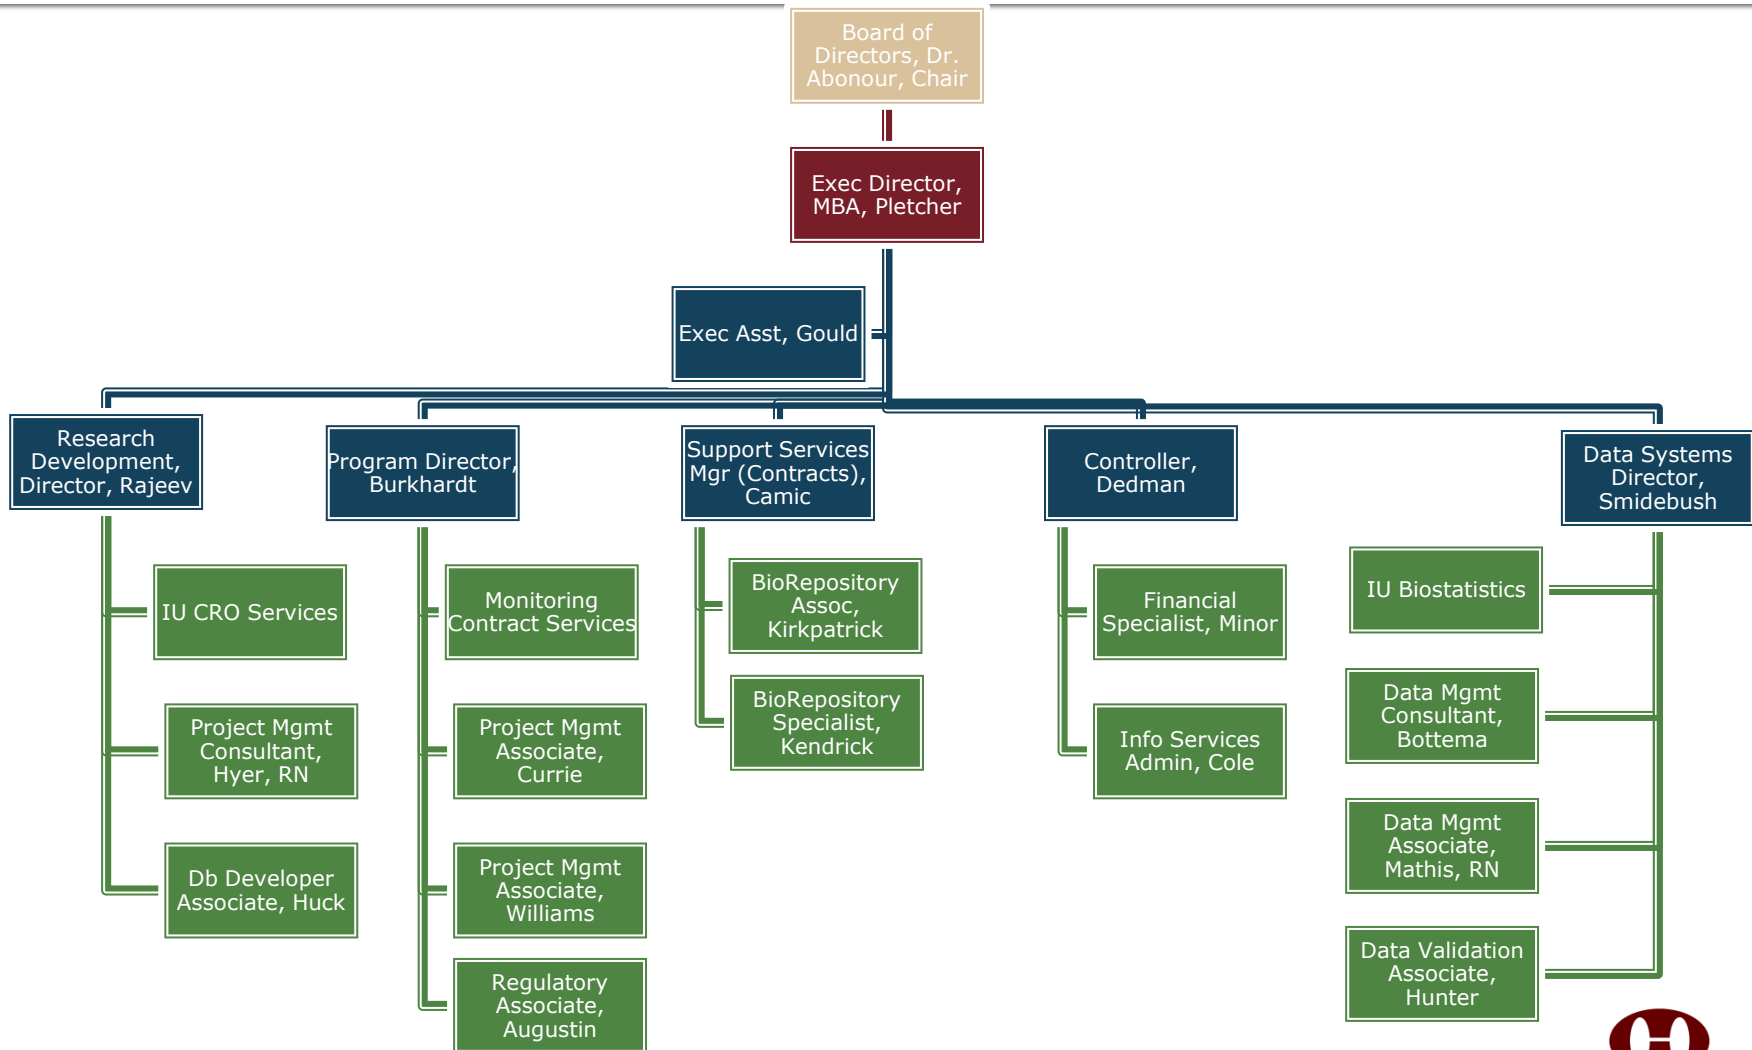 Board of
Directors, Dr.
Abonour, Chair
Exec Director,
MBA, Pletcher
Exec Asst, Gould
Research
Development,
Director, Rajeev
Program Director,
Burkhardt
Support Services
Mgr (Contracts),
Camic
Controller,
Dedman
Data Systems
Director,
Smidebush
IU CRO Services
Project Mgmt
Consultant,
Hyer, RN
Db Developer
Associate, Huck
Monitoring
Contract Services
Project Mgmt
Associate,
Currie
Project Mgmt
Associate,
Williams
Regulatory
Associate,
Augustin
BioRepository
Assoc,
Kirkpatrick
BioRepository
Specialist,
Kendrick
Financial
Specialist, Minor
Info Services
Admin, Cole
IU Biostatistics
Data Mgmt
Consultant,
Bottema
Data Mgmt
Associate,
Mathis, RN
Data Validation
Associate,
Hunter